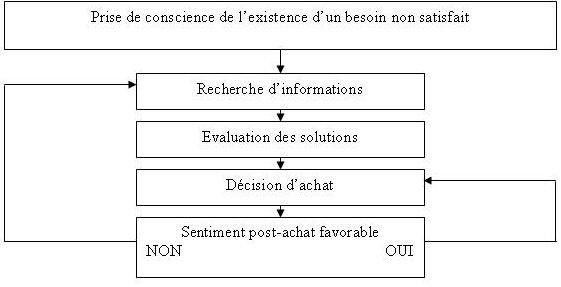 Prise de conscience de l'existence d'un besoin non satisfait
Recherche d'informations
Evaluation des solutions
Décision d'achat
Sentiment post-achat favorable
NON OUI